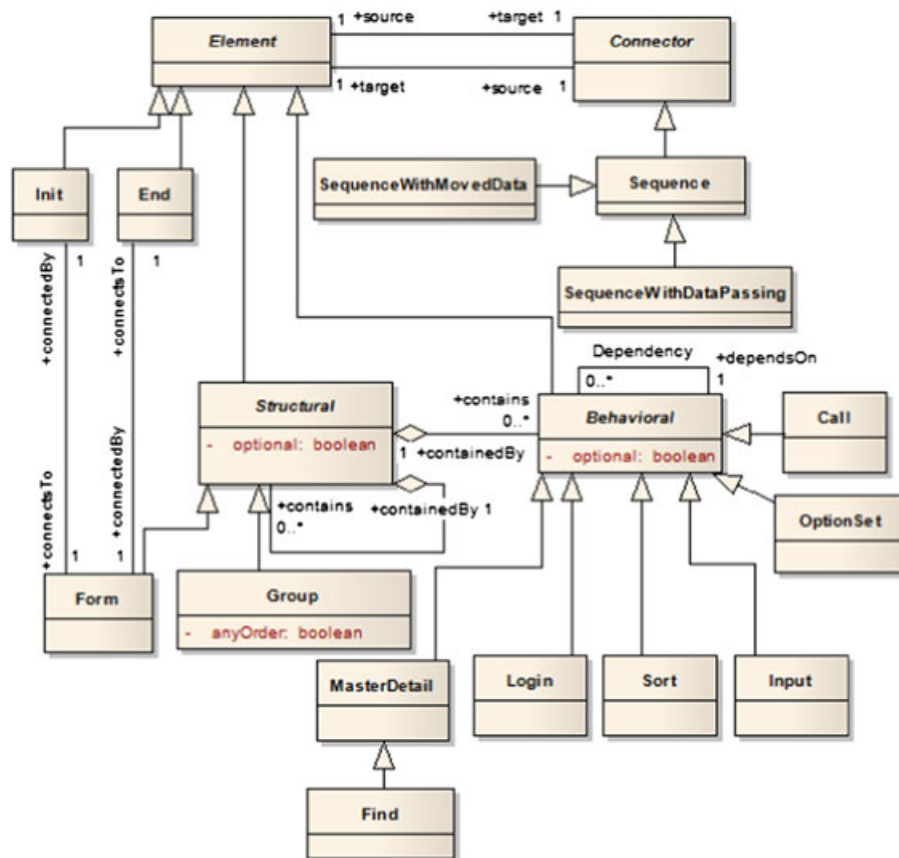 1 +source
+target 1
Element
Connector
1 +target
+source 1
Init
End
SequenceWithMovedData
Sequence
SequenceWithDataPassing
+connectedBy
1
+connectsTo
1
Dependency
0..*
+dependsOn
1
Structural
- optional: boolean
+contains
0..*
1 +containedBy
Behavioral
- optional: boolean
Call
OptionSet
+contains
0..*
+containedBy 1
+connectsTo
1
+connectedBy
1
Form
Group
- anyOrder: boolean
MasterDetail
Login
Sort
Input
Find